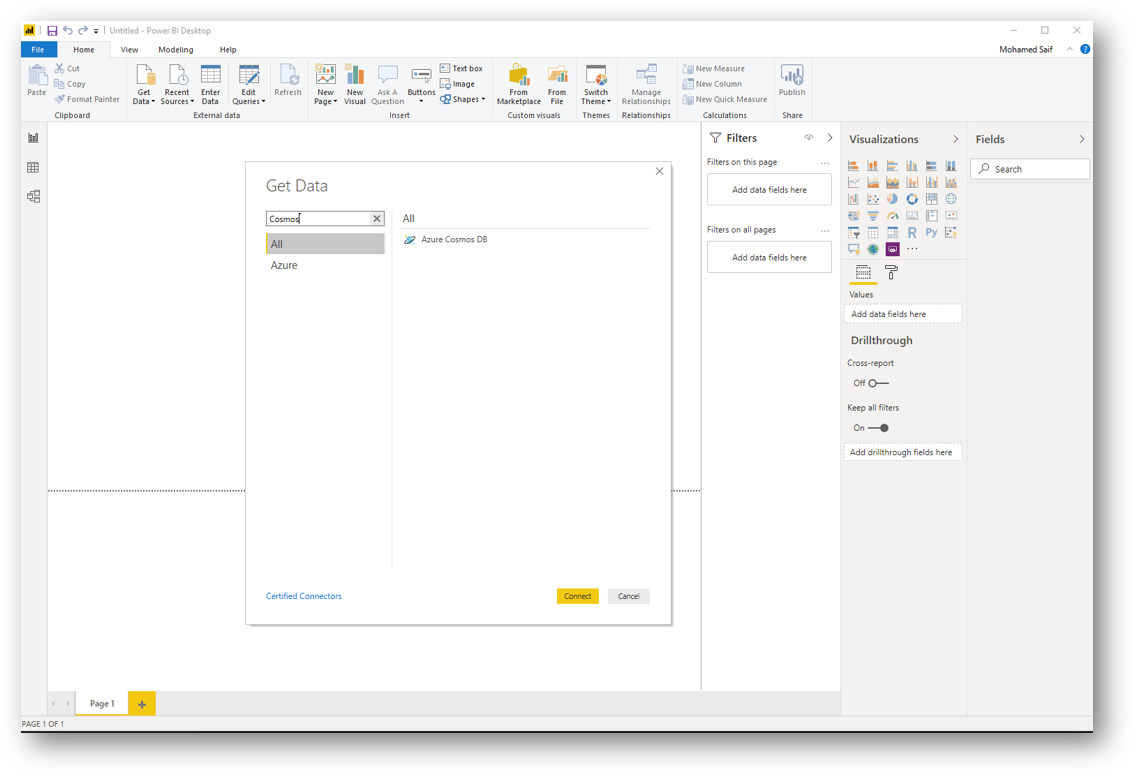 Untitled - Power BI Desktop
File Home View Modeling Help Mohamed Saif ?
Paste Cut Copy Format Painter
Get Data Recent Sources Enter Data Edit Queries Refresh
New Page New Visual Ask A Question Buttons Text box Image Shapes
From Marketplace From File Switch Theme Manage Relationships
New Measure New Column New Quick Measure Publish
Clipboard External data Insert Custom visuals Themes Relationships Calculations Share
Get Data
Cosmos
All
Azure
All
Azure Cosmos DB
Certified Connectors
Connect Cancel
Filters
Filters on this page ...
Add data fields here
Filters on all pages ...
Add data fields here
Visualizations
R Py
...
Values
Add data fields here
Drillthrough
Cross-report
Off
Keep all filters
On
Add drillthrough fields here
Fields
Search
Page 1 +
PAGE 1 OF 1